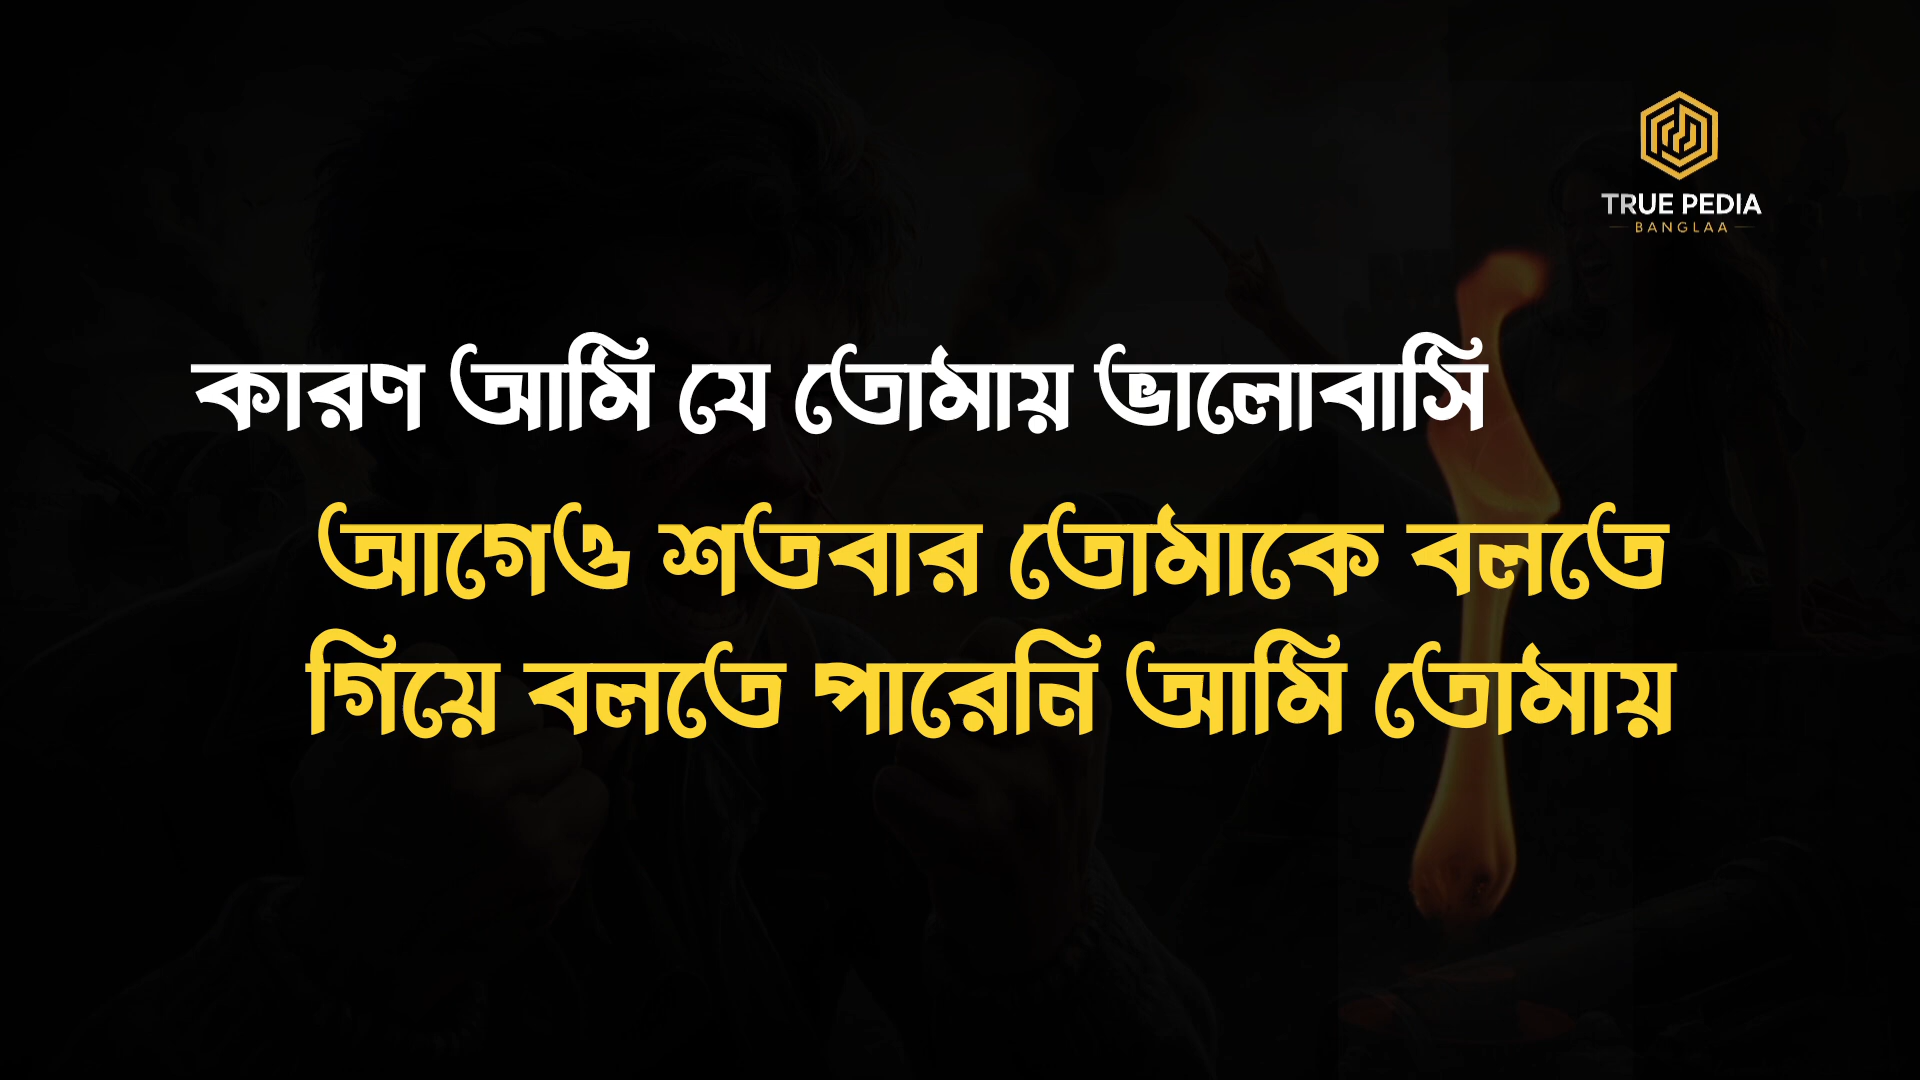 TRUE PEDIA
BANGLAA
কারণ আমি যে তোমায় ভালোবাসি
আগেও শতবার তোমাকে বলতে
গিয়ে বলতে পারেনি আমি তোমায়